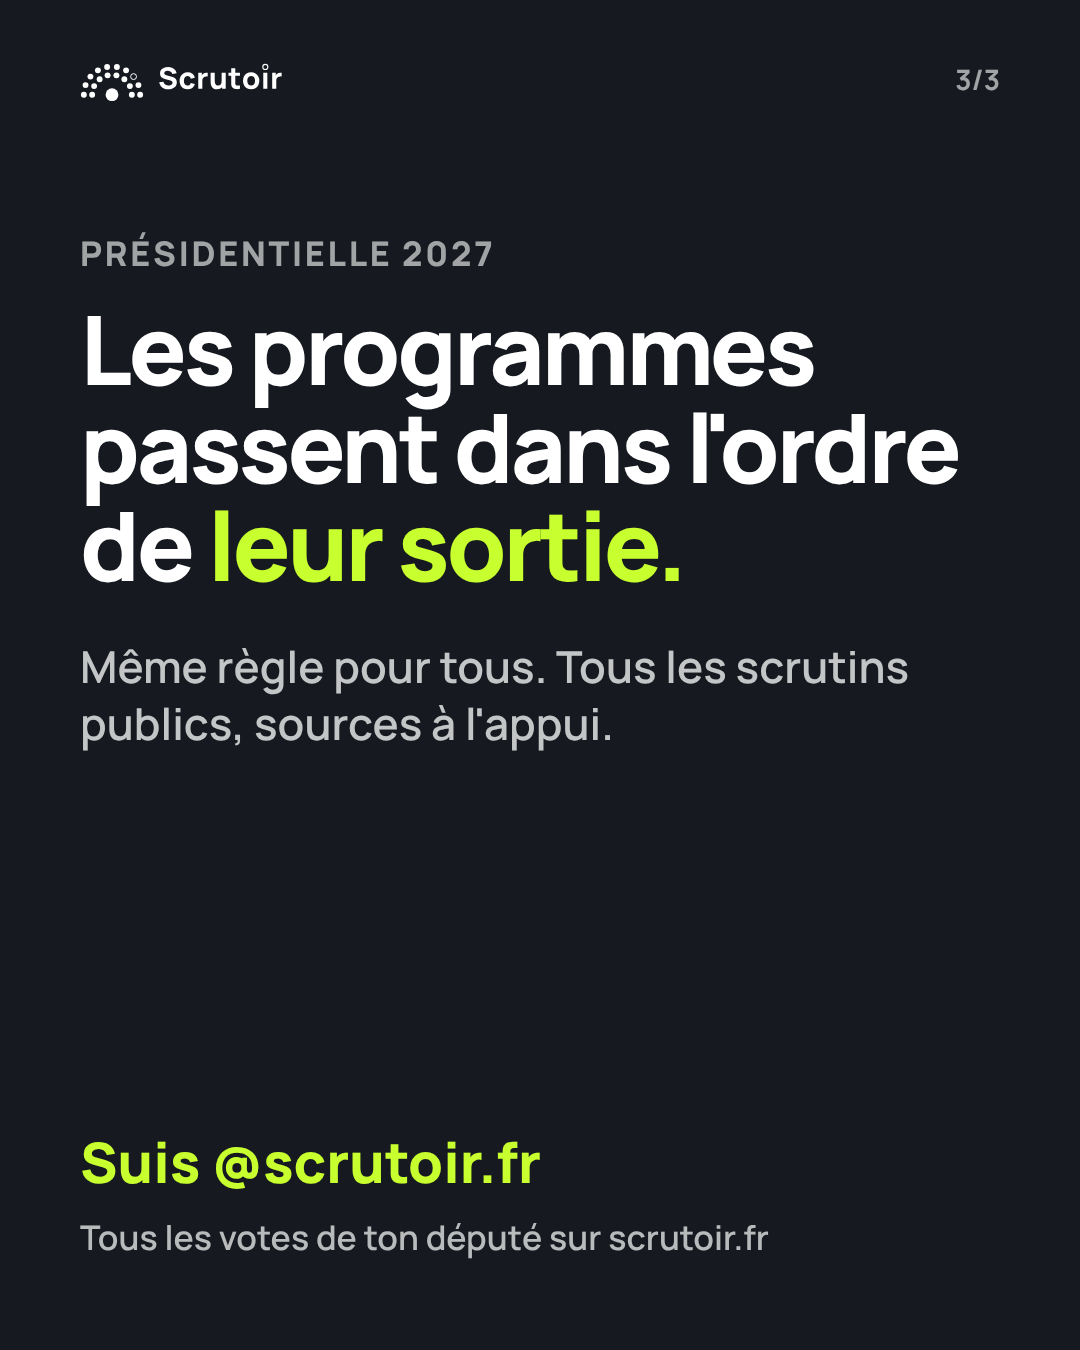 Scrutoir
3/3
PRÉSIDENTIELLE 2027
Les programmes
passent dans l'ordre
de leur sortie.
Même règle pour tous. Tous les scrutins
publics, sources à l'appui.
Suis @scrutoir.fr
Tous les votes de ton député sur scrutoir.fr